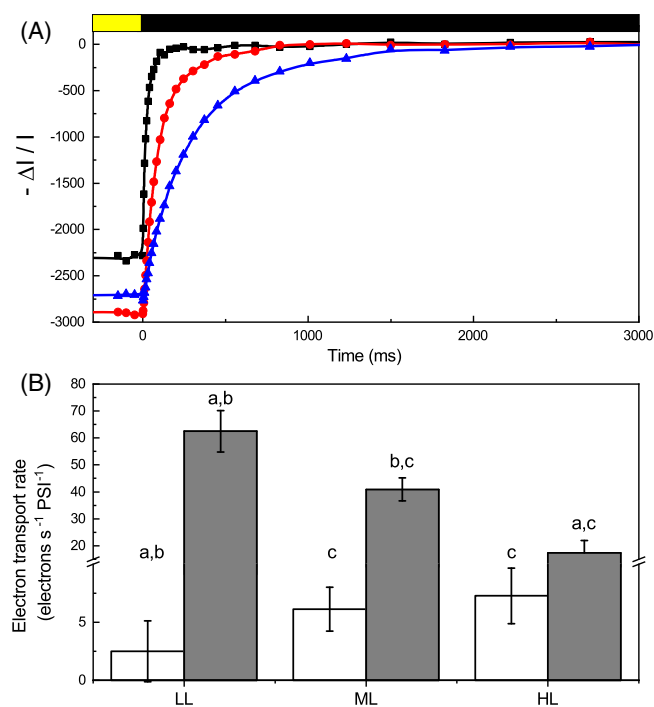 (A)
0
-500
-1000
-1500
-2000
-2500
-3000
- ΔI / I
0 1000 2000 3000
Time (ms)
(B)
80
70
60
50
40
30
20
5
0
Electron transport rate
(electrons s⁻¹ PSI⁻¹)
a,b
a,b
b,c
c
a,c
c
LL ML HL